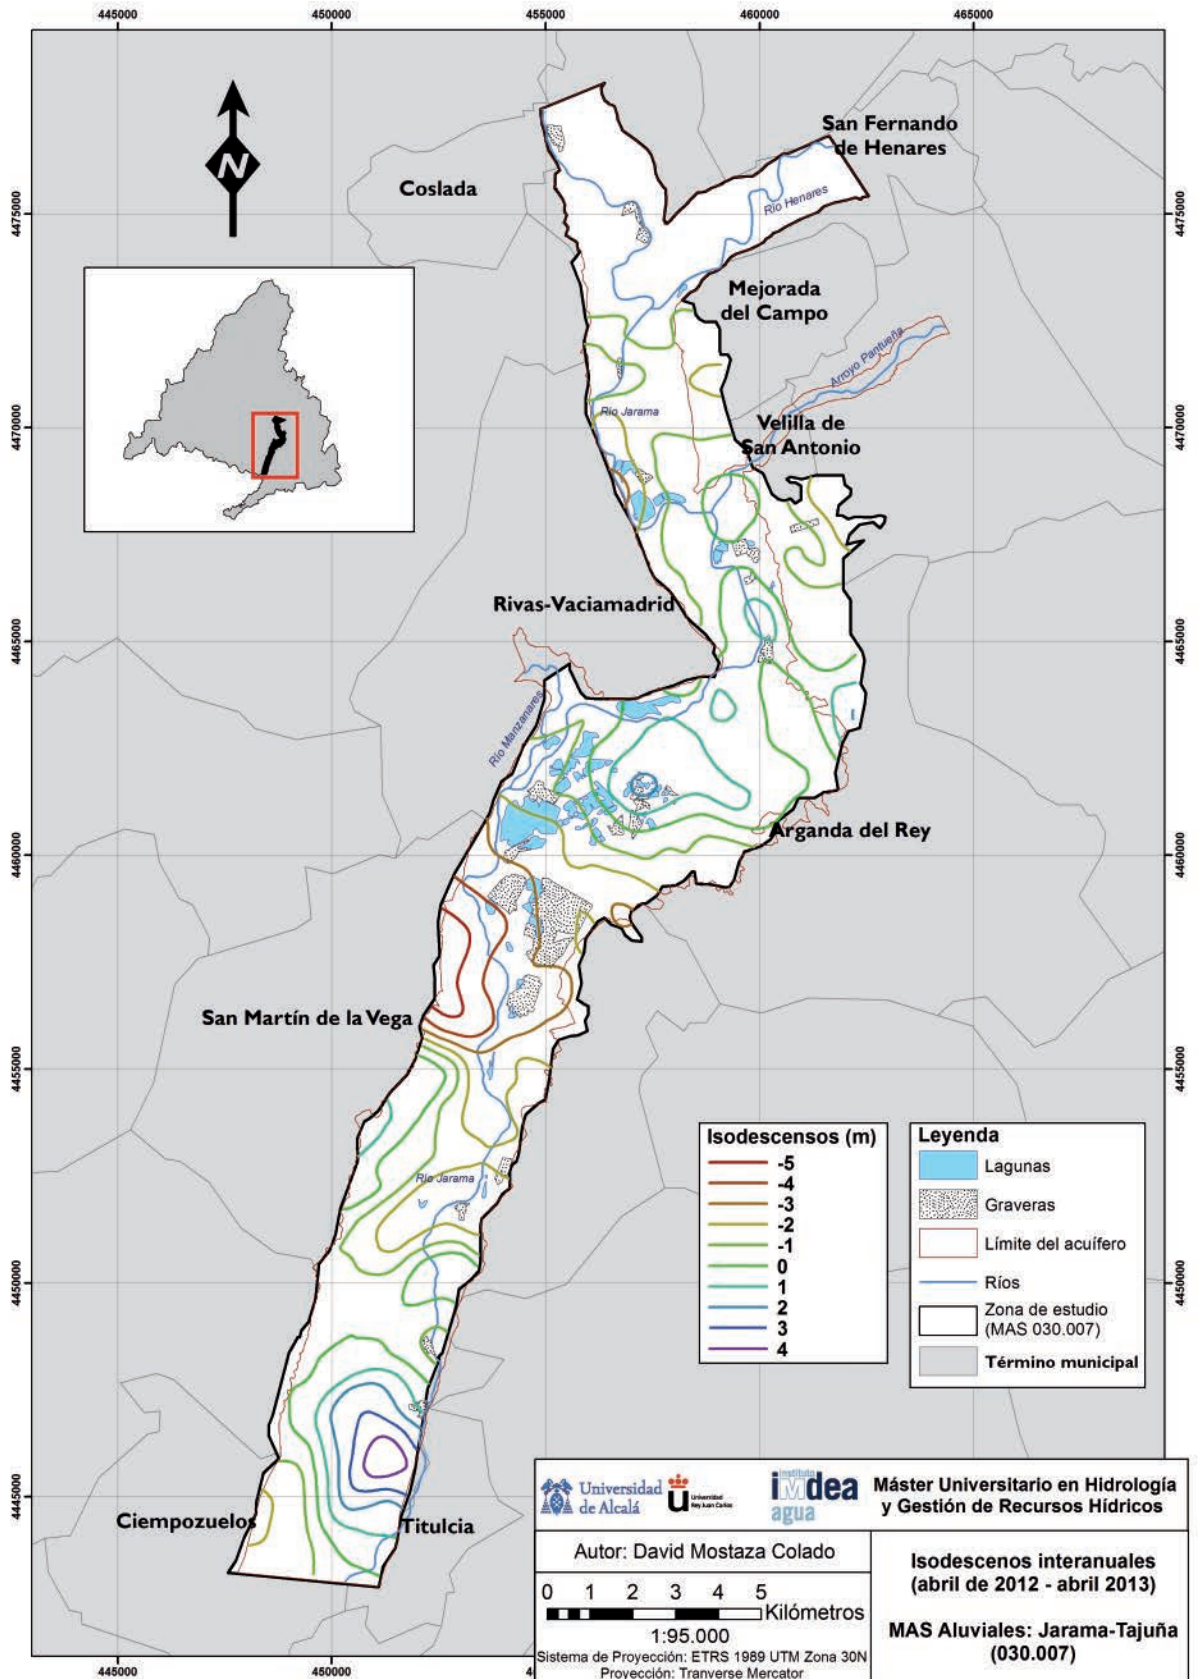 445000
450000
455000
460000
465000
4475000
4470000
4465000
4460000
4455000
4450000
4445000
4475000
4470000
4465000
4460000
4455000
4450000
N
San Fernando
de Henares
Coslada
Río Henares
Mejorada
del Campo
Arroyo Pantueña
Río Jarama
Velilla de
San Antonio
Rivas-Vaciamadrid
Río Manzanares
Arganda del Rey
San Martín de la Vega
Río Jarama
Ciempozuelos
Titulcia
Isodescensos (m)
-5
-4
-3
-2
-1
0
1
2
3
4
Leyenda
Lagunas
Graveras
Límite del acuífero
Ríos
Zona de estudio
(MAS 030.007)
Término municipal
Universidad
de Alcalá
Universidad
Rey Juan Carlos
instituto
iMdea
agua
Máster Universitario en Hidrología
y Gestión de Recursos Hídricos
Autor: David Mostaza Colado
0 1 2 3 4 5
Kilómetros
1:95.000
Sistema de Proyección: ETRS 1989 UTM Zona 30N
Proyección: Tranverse Mercator
Isodescenos interanuales
(abril de 2012 - abril 2013)
MAS Aluviales: Jarama-Tajuña
(030.007)
445000
450000
465000